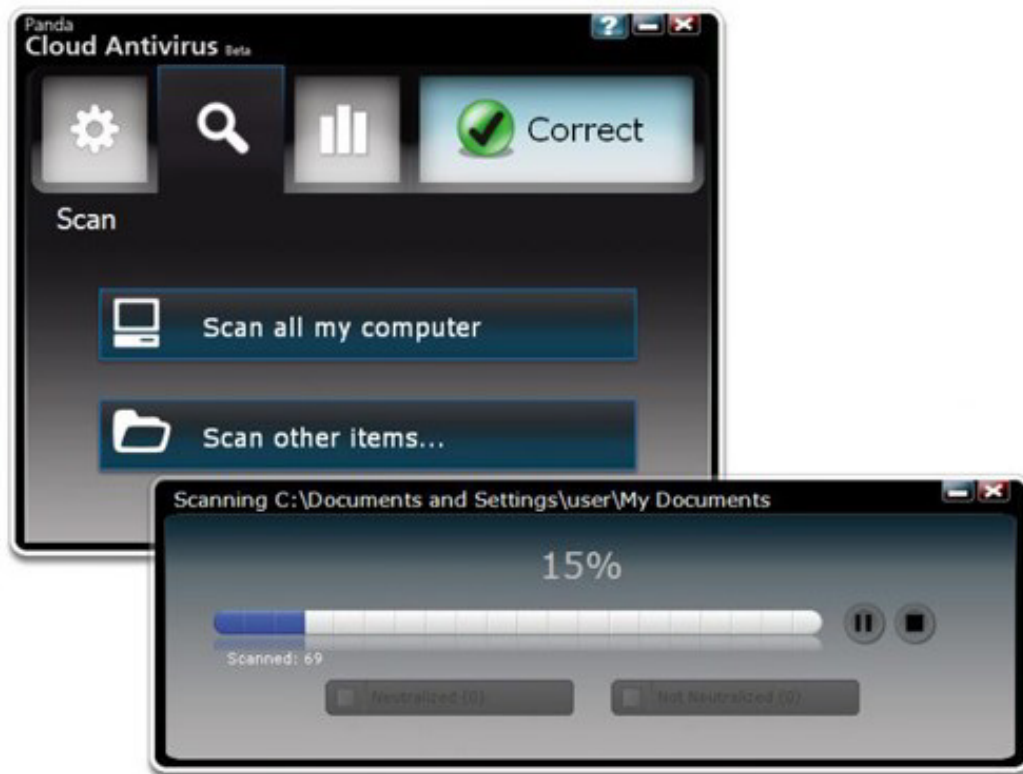 Panda
Cloud Antivirus Beta
?
Correct
Scan
Scan all my computer
Scan other items...
Scanning C:\Documents and Settings\user\My Documents
15%
Scanned: 69
Neutralized (0)
Not Neutralized (0)